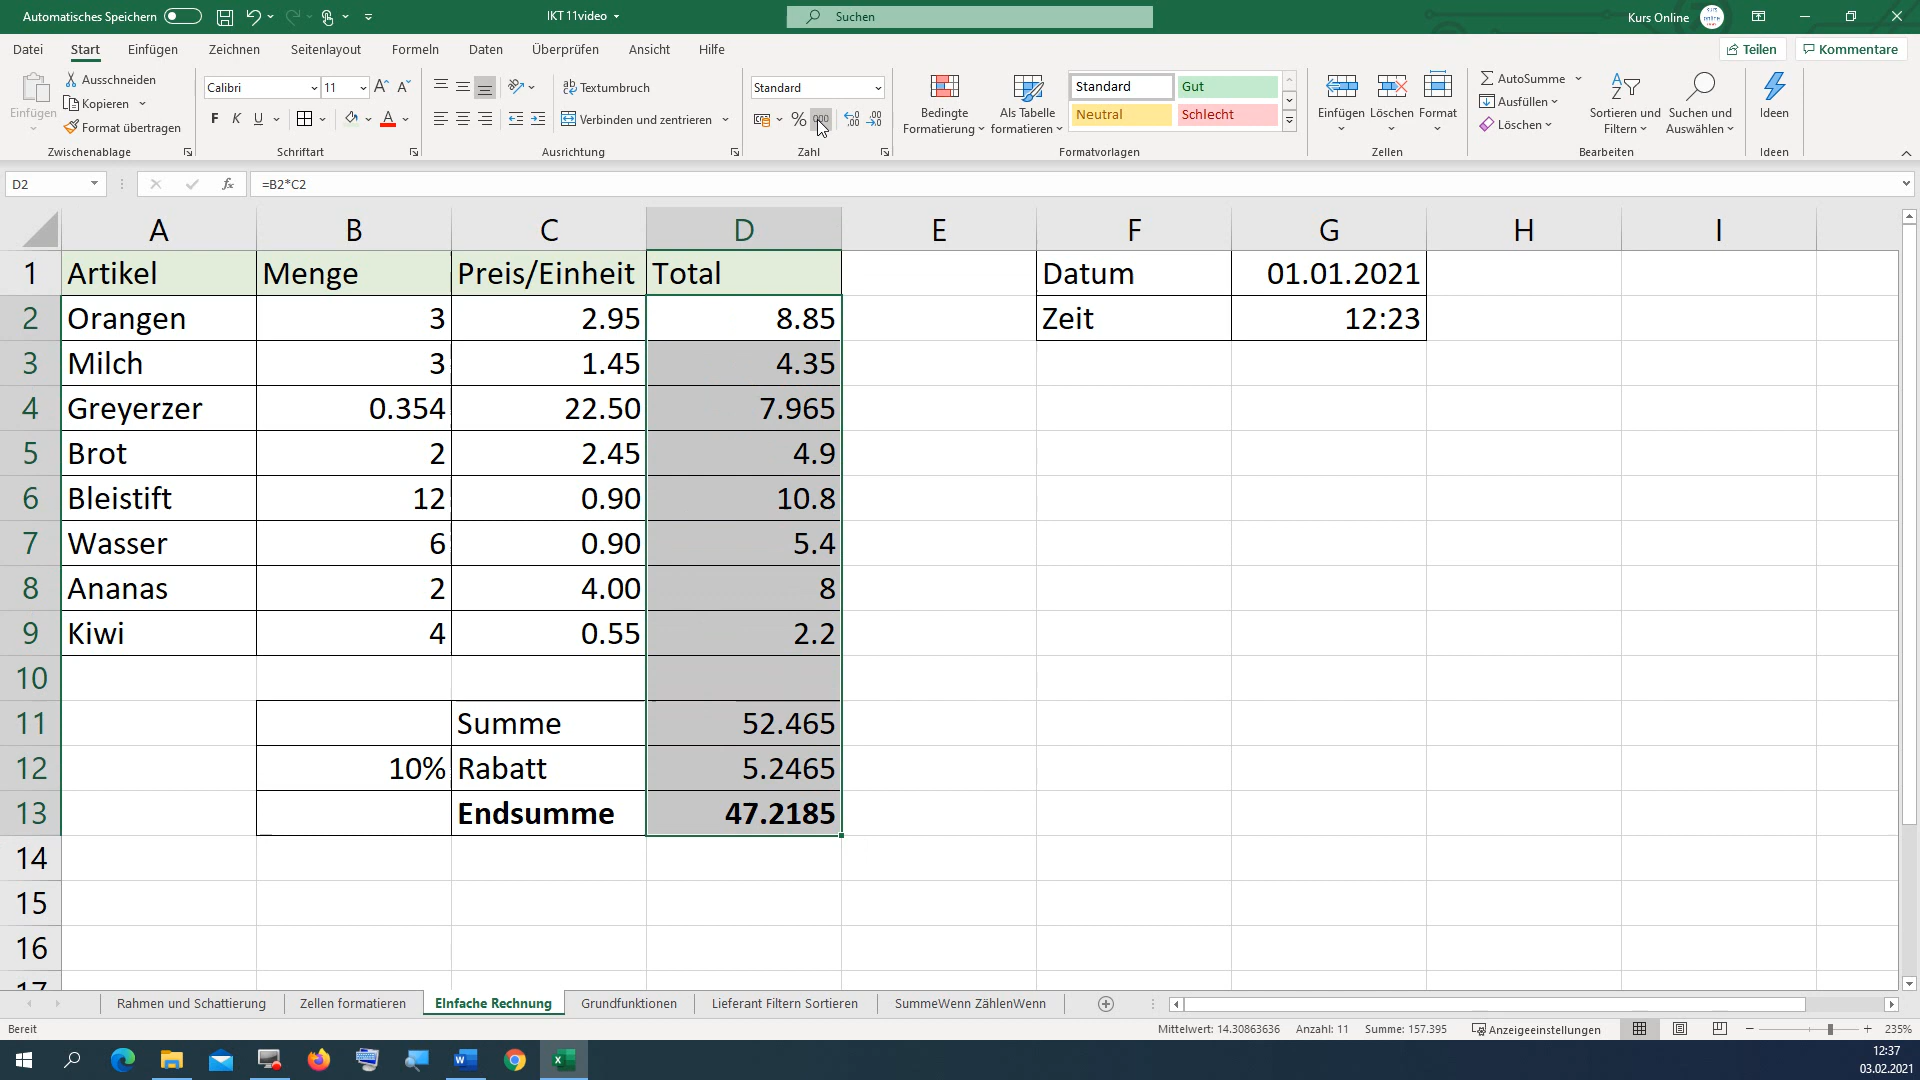 Automatisches Speichern
IKT 11video
Suchen
Kurs Online
Datei Start Einfügen Zeichnen Seitenlayout Formeln Daten Überprüfen Ansicht Hilfe
Teilen
Kommentare
Einfügen
Ausschneiden
Kopieren
Format übertragen
Zwischenablage
Calibri 11
F K U
Schriftart
Textumbruch
Verbinden und zentrieren
Ausrichtung
Standard
% 000
Zahl
Bedingte Formatierung
Als Tabelle formatieren
Standard Gut
Neutral Schlecht
Formatvorlagen
Einfügen Löschen Format
Zellen
AutoSumme
Ausfüllen
Löschen
Sortieren und Filtern
Suchen und Auswählen
Bearbeiten
Ideen
Ideen
D2 fx =B2*C2
A B C D E F G H I
1 Artikel Menge Preis/Einheit Total Datum 01.01.2021
2 Orangen 3 2.95 8.85 Zeit 12:23
3 Milch 3 1.45 4.35
4 Greyerzer 0.354 22.50 7.965
5 Brot 2 2.45 4.9
6 Bleistift 12 0.90 10.8
7 Wasser 6 0.90 5.4
8 Ananas 2 4.00 8
9 Kiwi 4 0.55 2.2
10
11 Summe 52.465
12 10% Rabatt 5.2465
13 Endsumme 47.2185
14
15
16
17
Rahmen und Schattierung Zellen formatieren EInfache Rechnung Grundfunktionen Lieferant Filtern Sortieren SummeWenn ZählenWenn
Bereit Mittelwert: 14.30863636 Anzahl: 11 Summe: 157.395 Anzeigeeinstellungen 235%
12:37
03.02.2021